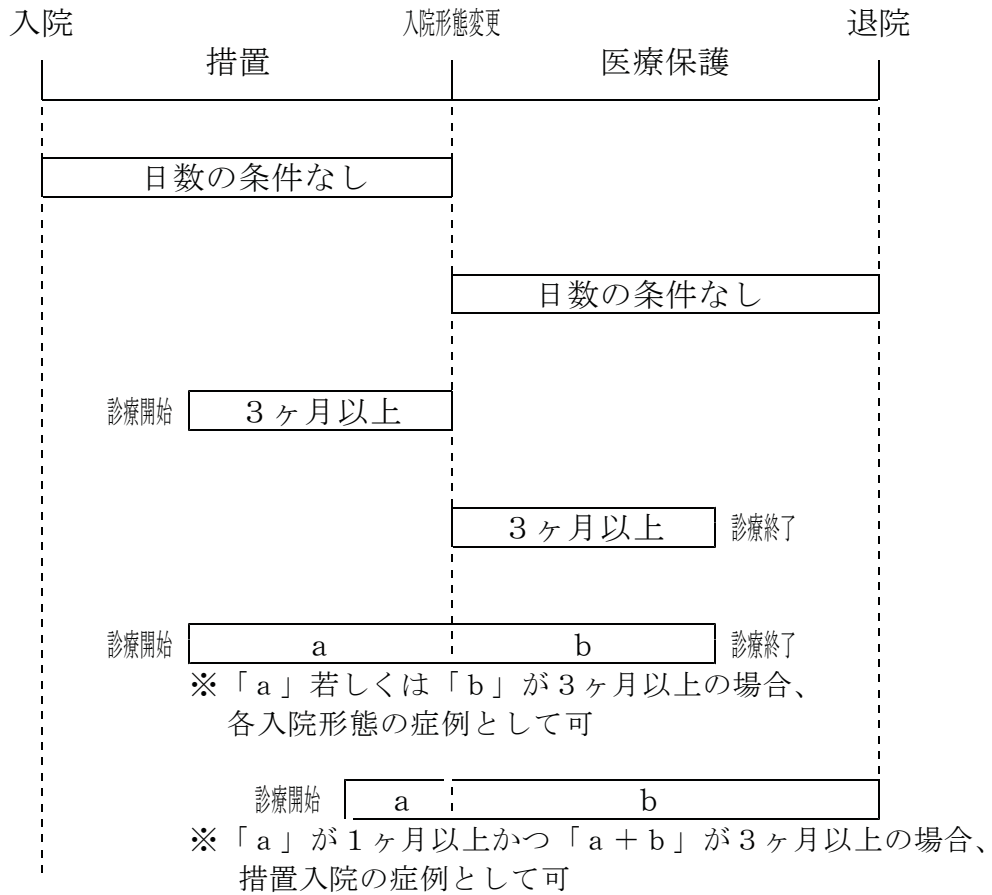 入院 入院形態変更 退院
措置 医療保護
日数の条件なし
日数の条件なし
診療開始 3ヶ月以上
3ヶ月以上 診療終了
診療開始 a b 診療終了
※「a」若しくは「b」が3ヶ月以上の場合、
各入院形態の症例として可
診療開始 a b
※「a」が1ヶ月以上かつ「a+b」が3ヶ月以上の場合、
措置入院の症例として可